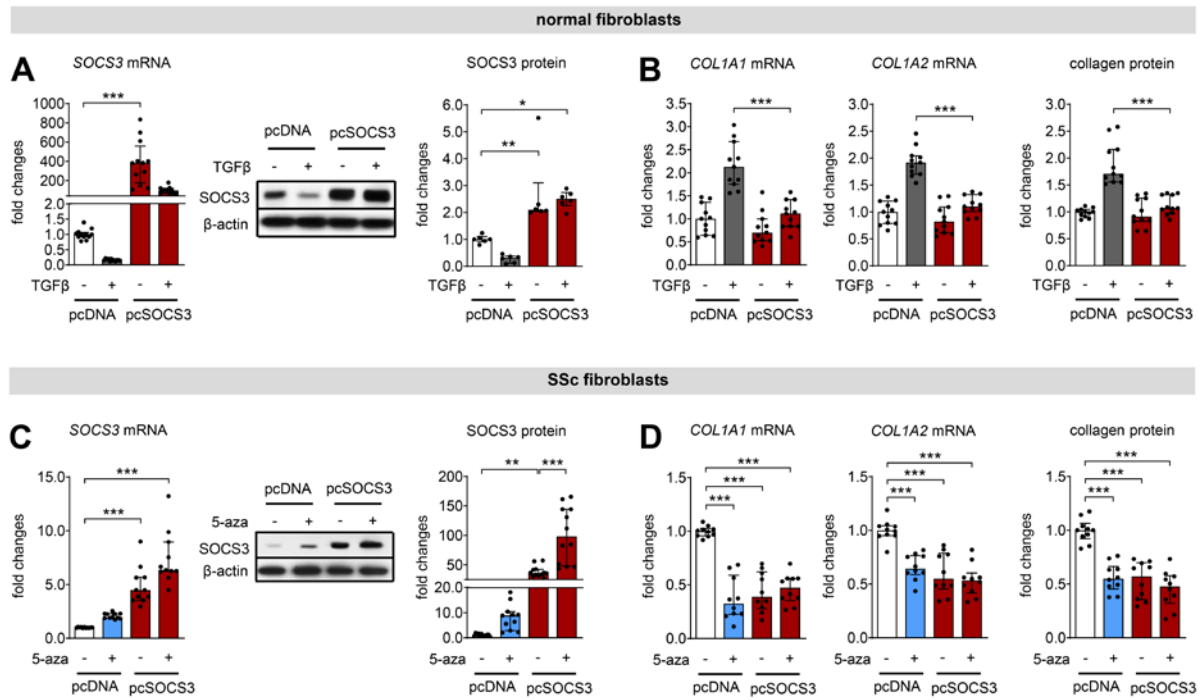 normal fibroblasts
A
SOCS3 mRNA
fold changes
1000
800
600
400
200
2.0
1.5
1.0
0.5
0.0
***
TGFβ - + - +
pcDNA pcSOCS3
pcDNA pcSOCS3
TGFβ - + - +
SOCS3
β-actin
SOCS3 protein
fold changes
6.0
5.0
4.0
3.0
2.0
1.0
0.0
*
**
TGFβ - + - +
pcDNA pcSOCS3
B
COL1A1 mRNA
fold changes
3.5
3.0
2.5
2.0
1.5
1.0
0.5
0.0
***
TGFβ - + - +
pcDNA pcSOCS3
COL1A2 mRNA
fold changes
3.0
2.5
2.0
1.5
1.0
0.5
0.0
***
TGFβ - + - +
pcDNA pcSOCS3
collagen protein
fold changes
3.0
2.5
2.0
1.5
1.0
0.5
0.0
***
TGFβ - + - +
pcDNA pcSOCS3
SSc fibroblasts
C
SOCS3 mRNA
fold changes
15.0
10.0
5.0
0.0
***
***
5-aza - + - +
pcDNA pcSOCS3
pcDNA pcSOCS3
5-aza - + - +
SOCS3
β-actin
SOCS3 protein
fold changes
200
150
100
50
20.0
10.0
0.0
** ***
5-aza - + - +
pcDNA pcSOCS3
D
COL1A1 mRNA
fold changes
1.5
1.0
0.5
0.0
***
***
***
5-aza - + - +
pcDNA pcSOCS3
COL1A2 mRNA
fold changes
1.5
1.0
0.5
0.0
***
***
***
5-aza - + - +
pcDNA pcSOCS3
collagen protein
fold changes
1.5
1.0
0.5
0.0
***
***
***
5-aza - + - +
pcDNA pcSOCS3